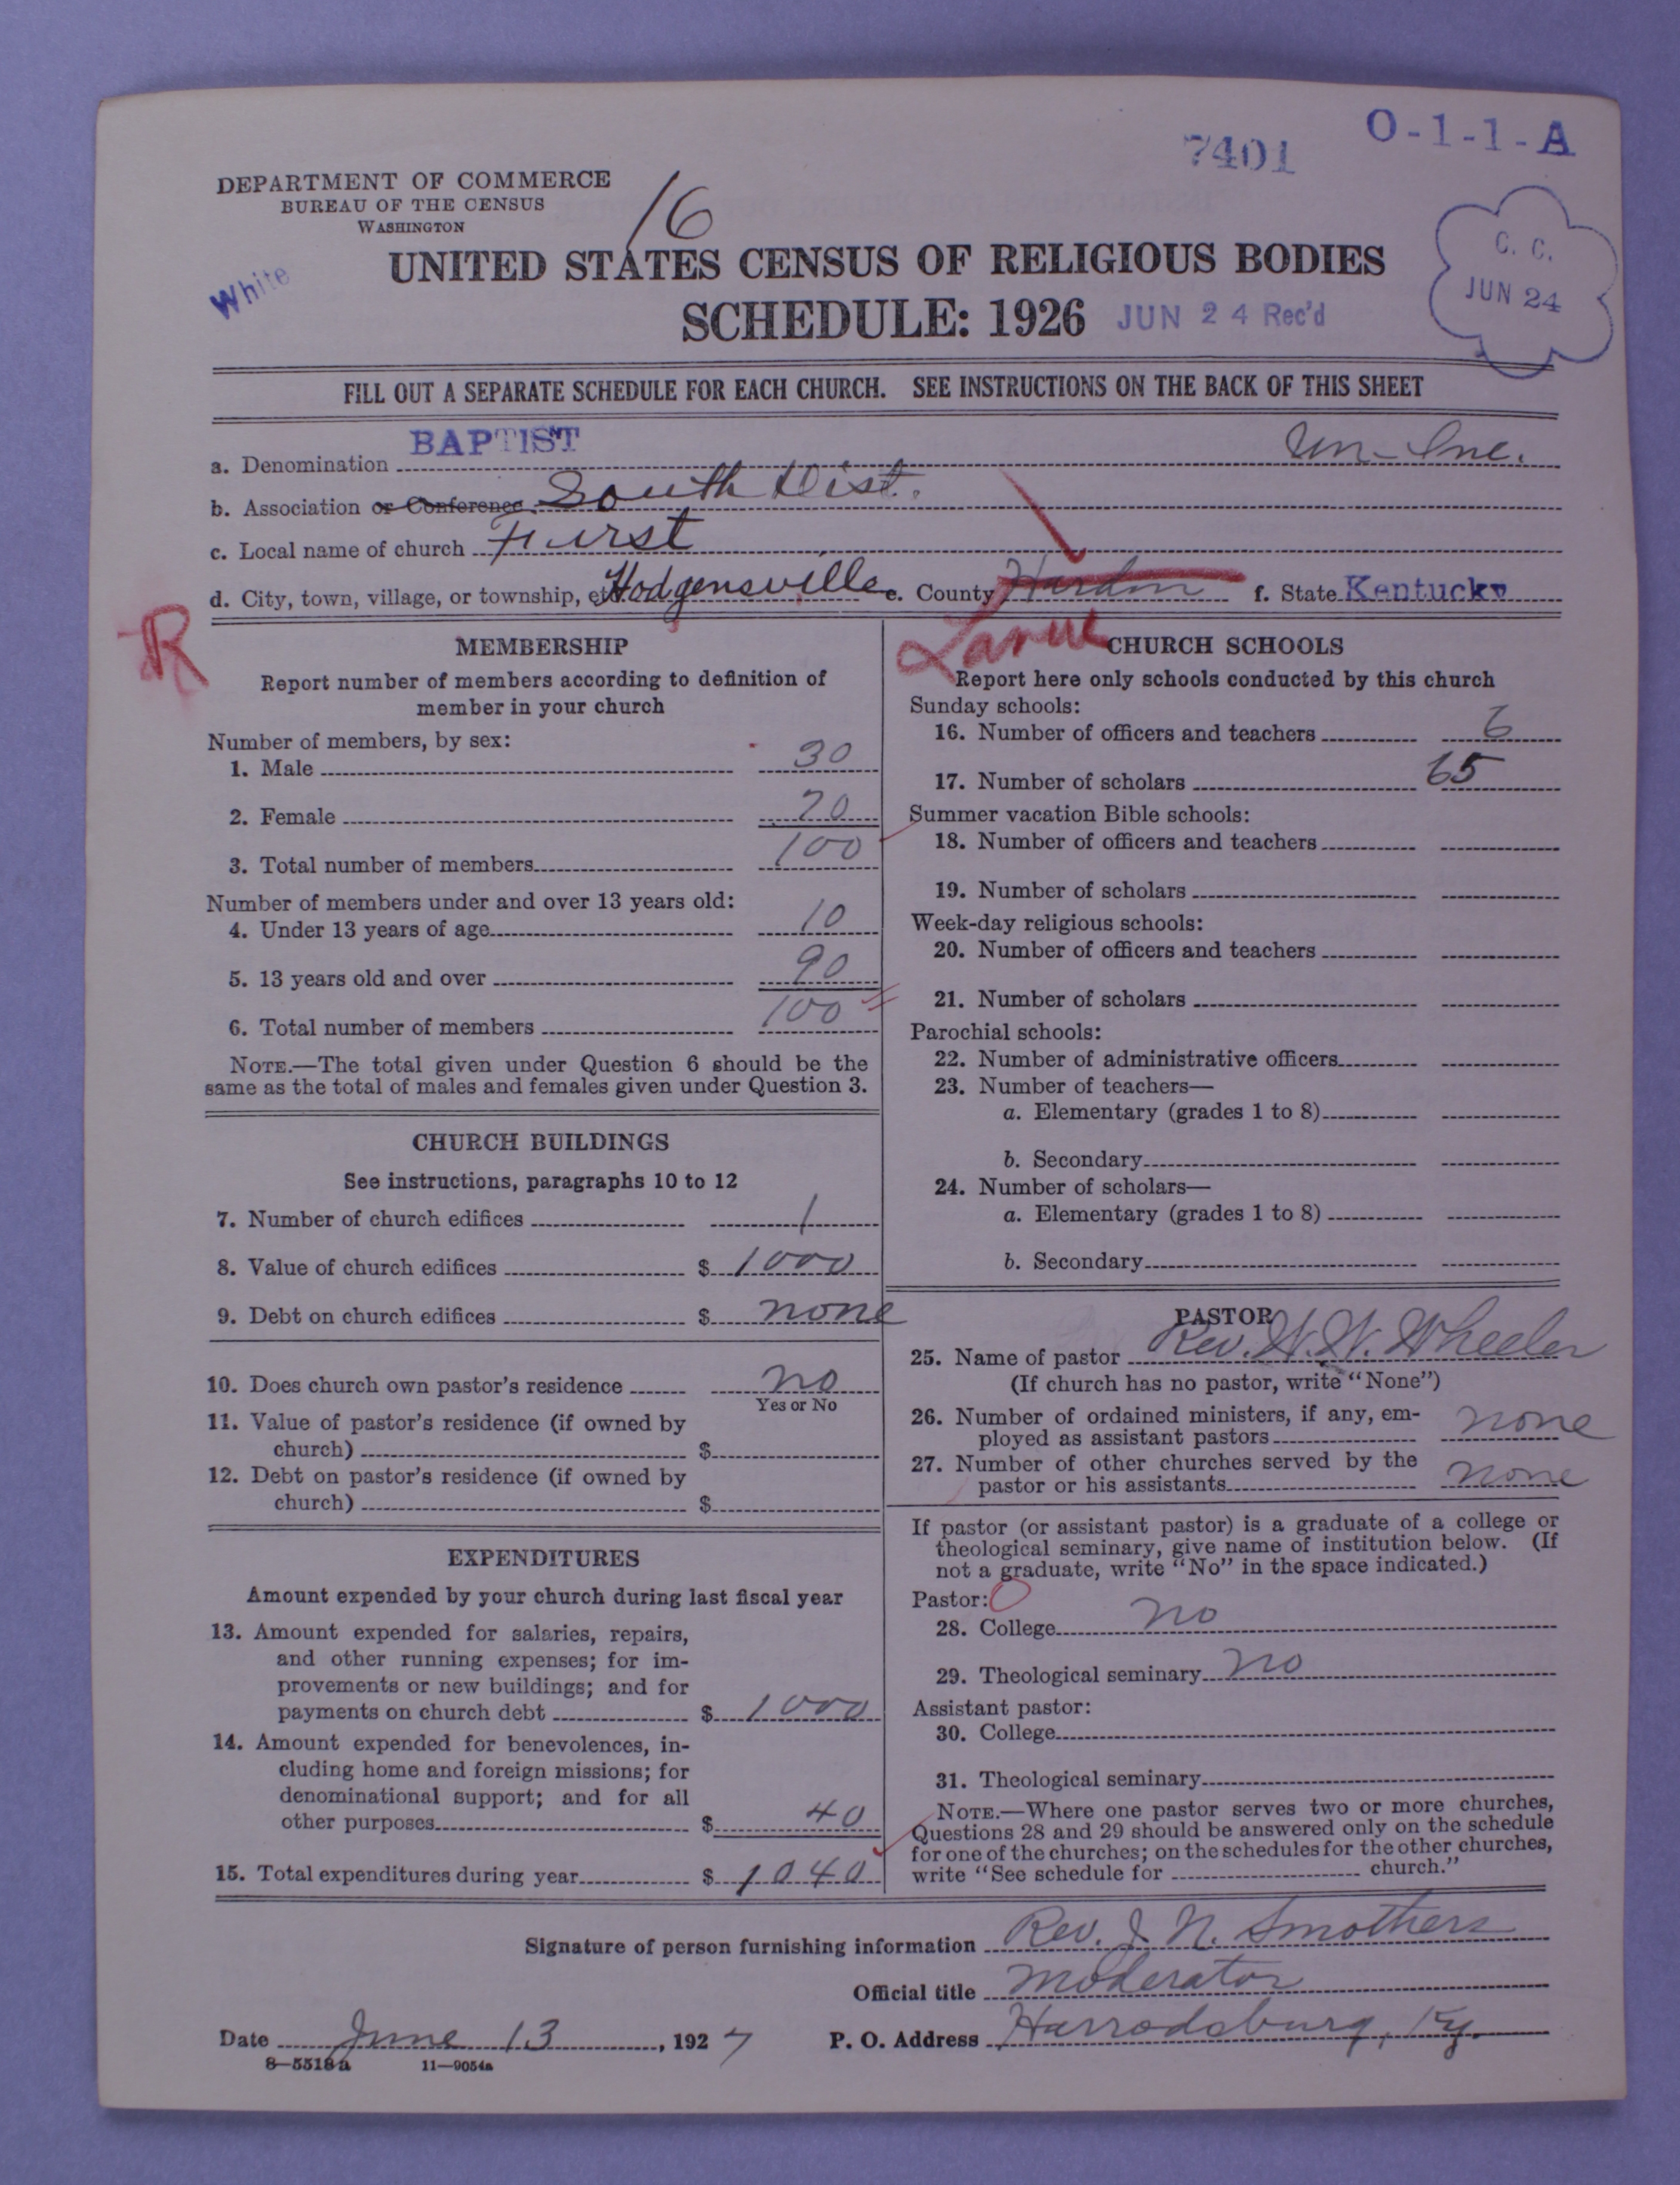 7401
O-1-1-A
DEPARTMENT OF COMMERCE
BUREAU OF THE CENSUS
WASHINGTON
16
White
UNITED STATES CENSUS OF RELIGIOUS BODIES
SCHEDULE: 1926 JUN 24 Rec'd
C. C.
JUN 24
FILL OUT A SEPARATE SCHEDULE FOR EACH CHURCH. SEE INSTRUCTIONS ON THE BACK OF THIS SHEET
a. Denomination BAPTIST Un-Inc.
b. Association or Conference South Dist.
c. Local name of church First
d. City, town, village, or township, etc. Hodgensville e. County Hardin f. State Kentucky
R
Larue
MEMBERSHIP
Report number of members according to definition of
member in your church
Number of members, by sex:
1. Male 30
2. Female 70
3. Total number of members 100
Number of members under and over 13 years old:
4. Under 13 years of age 10
5. 13 years old and over 90
6. Total number of members 100
NOTE.—The total given under Question 6 should be the
same as the total of males and females given under Question 3.
CHURCH BUILDINGS
See instructions, paragraphs 10 to 12
7. Number of church edifices 1
8. Value of church edifices $ 1000
9. Debt on church edifices $ none
10. Does church own pastor's residence no
Yes or No
11. Value of pastor's residence (if owned by
church) $
12. Debt on pastor's residence (if owned by
church) $
EXPENDITURES
Amount expended by your church during last fiscal year
13. Amount expended for salaries, repairs,
and other running expenses; for im-
provements or new buildings; and for
payments on church debt $ 1000
14. Amount expended for benevolences, in-
cluding home and foreign missions; for
denominational support; and for all
other purposes $ 40
15. Total expenditures during year $ 1040
CHURCH SCHOOLS
Report here only schools conducted by this church
Sunday schools:
16. Number of officers and teachers 6
17. Number of scholars 65
Summer vacation Bible schools:
18. Number of officers and teachers
19. Number of scholars
Week-day religious schools:
20. Number of officers and teachers
21. Number of scholars
Parochial schools:
22. Number of administrative officers
23. Number of teachers—
a. Elementary (grades 1 to 8)
b. Secondary
24. Number of scholars—
a. Elementary (grades 1 to 8)
b. Secondary
PASTOR
25. Name of pastor Rev. W. W. Wheeler
(If church has no pastor, write "None")
26. Number of ordained ministers, if any, em-
ployed as assistant pastors none
27. Number of other churches served by the
pastor or his assistants none
If pastor (or assistant pastor) is a graduate of a college or
theological seminary, give name of institution below. (If
not a graduate, write "No" in the space indicated.)
Pastor: 0
28. College no
29. Theological seminary no
Assistant pastor:
30. College
31. Theological seminary
NOTE.—Where one pastor serves two or more churches,
Questions 28 and 29 should be answered only on the schedule
for one of the churches; on the schedules for the other churches,
write "See schedule for church."
Signature of person furnishing information Rev. J. N. Smothers
Official title Moderator
Date June 13, 1927 P. O. Address Harrodsburg, Ky.
8—5518a 11—9054a